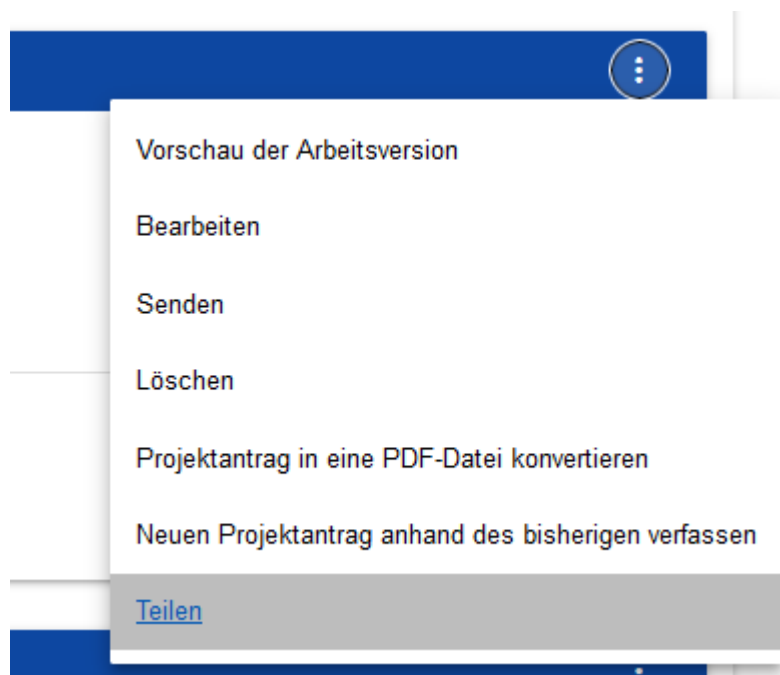 Vorschau der Arbeitsversion
Bearbeiten
Senden
Löschen
Projektantrag in eine PDF-Datei konvertieren
Neuen Projektantrag anhand des bisherigen verfassen
Teilen